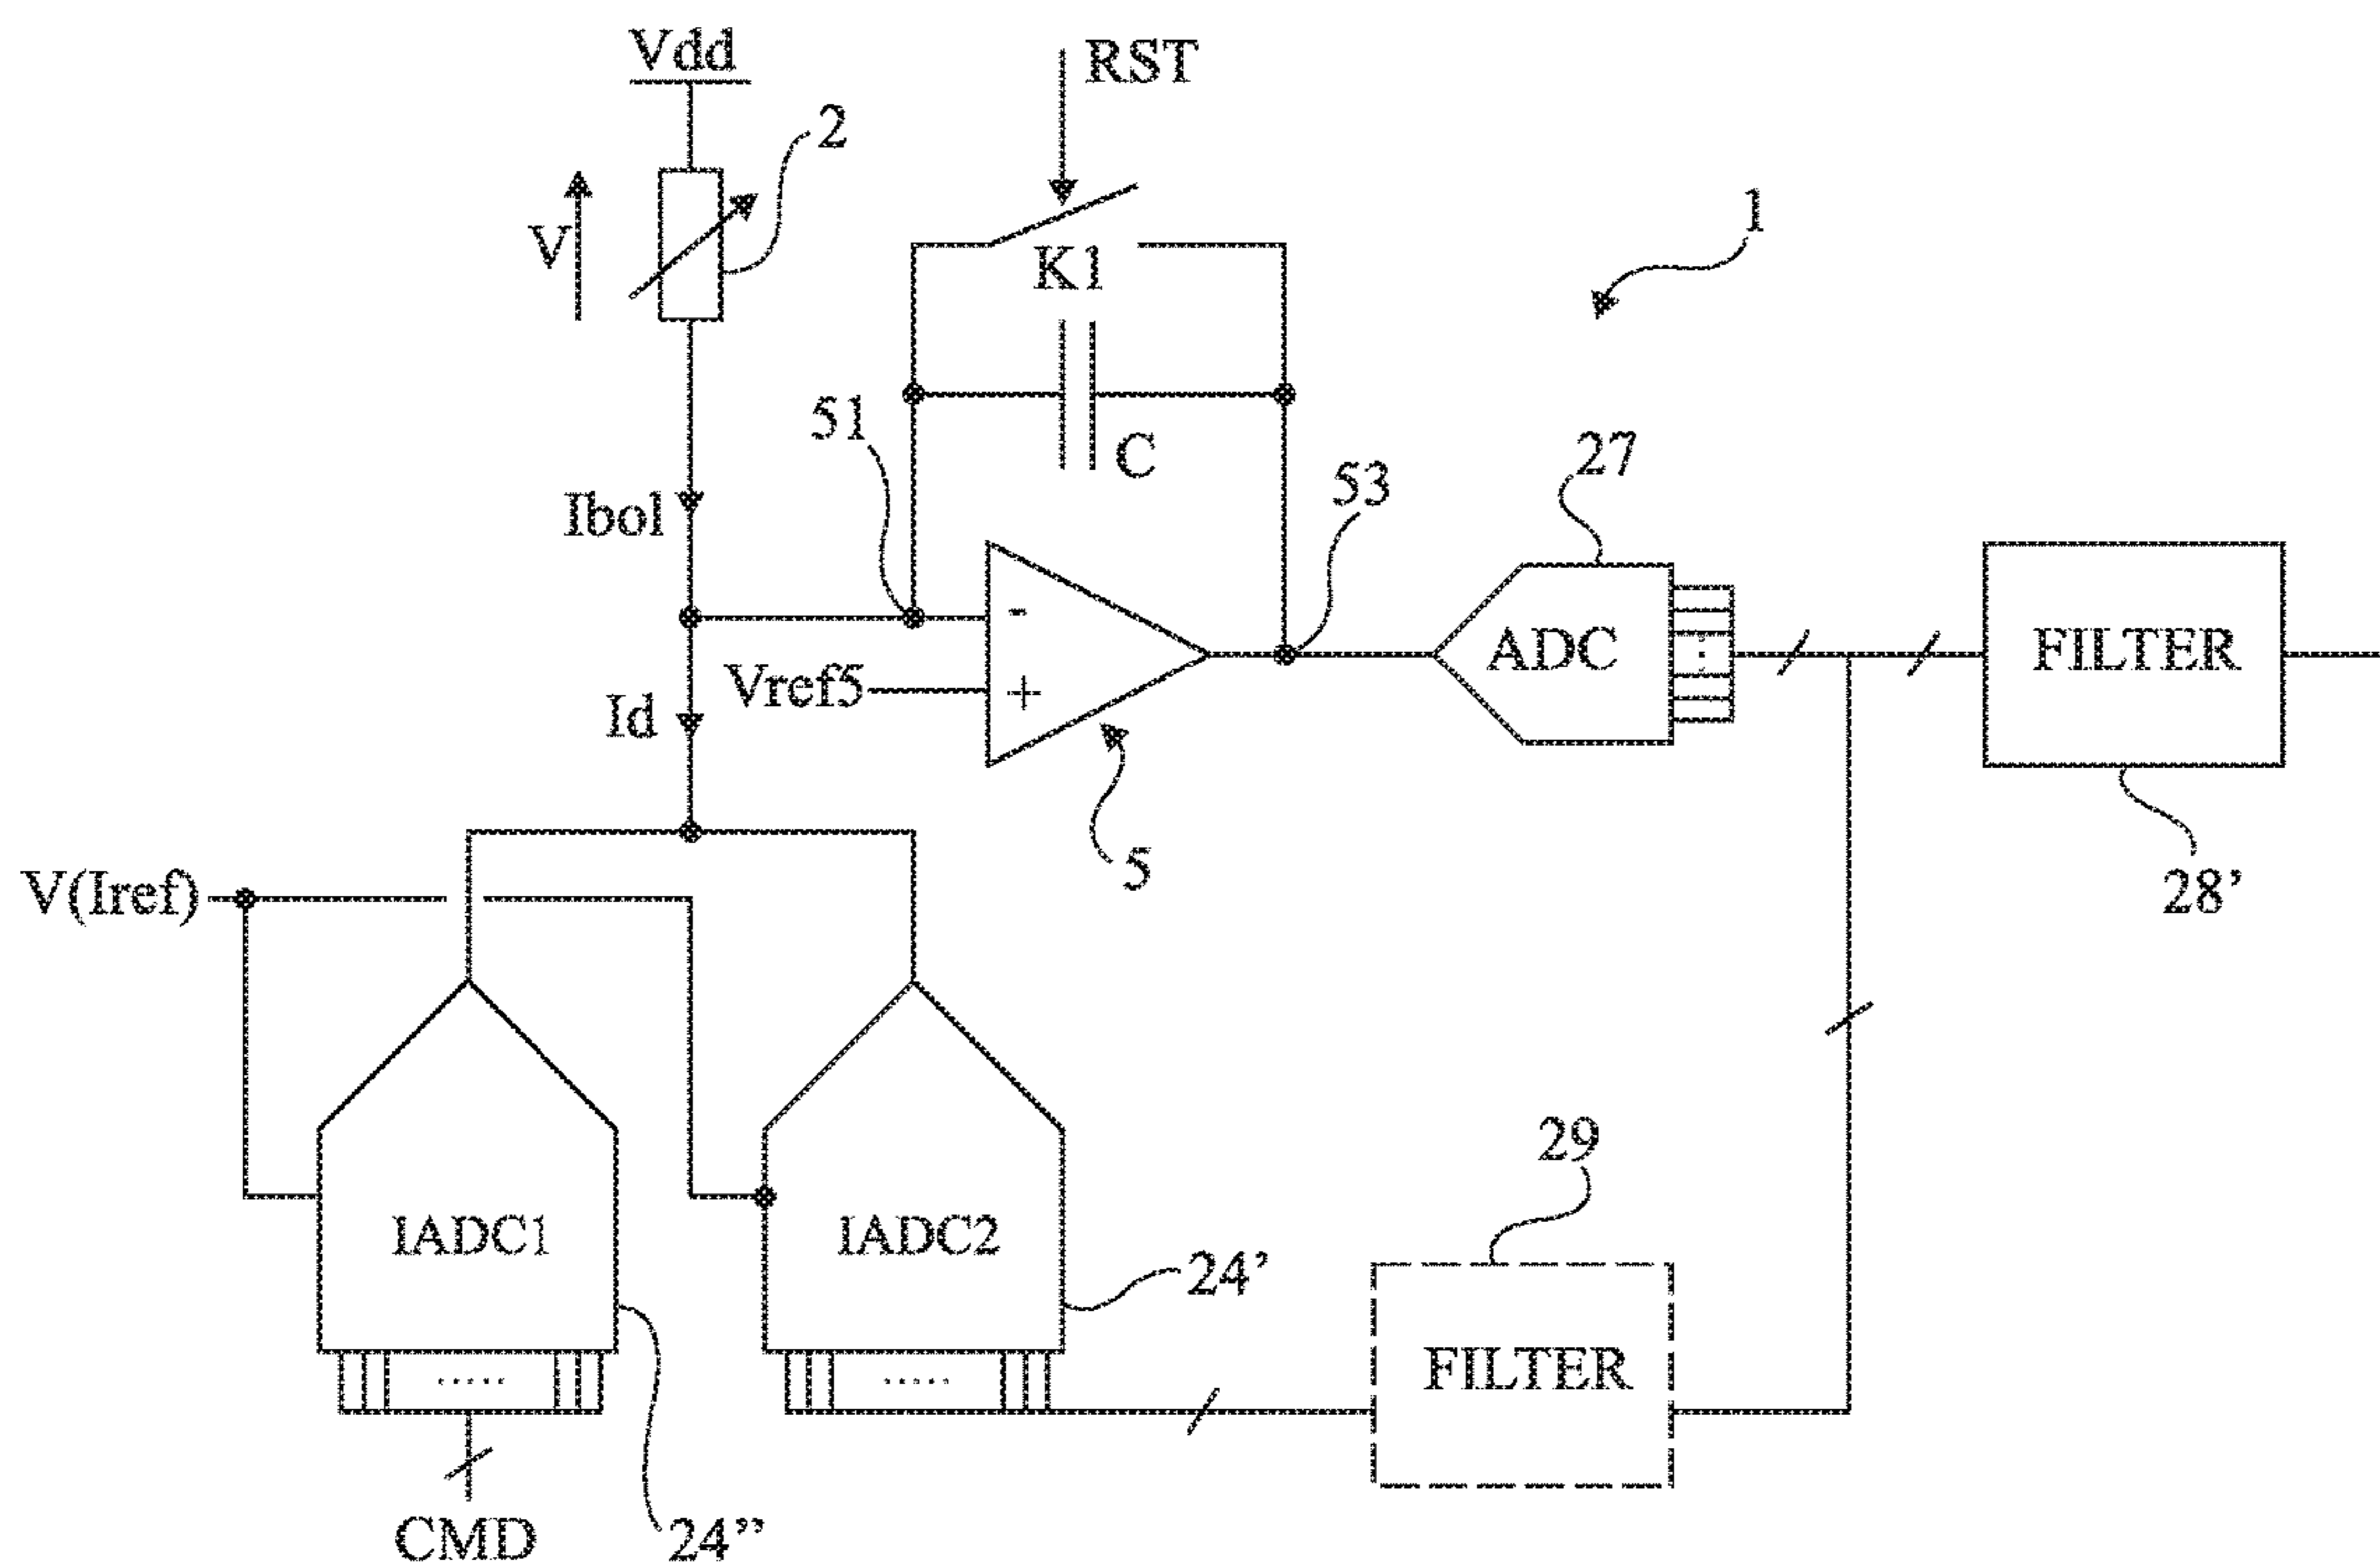 Vdd
RST
2
V
K1
1
51
C
27
53
Ibol
-
ADC
FILTER
Vref5
+
Id
5
V(Iref)
28’
29
IADC1
IADC2
24’
FILTER
CMD
24”